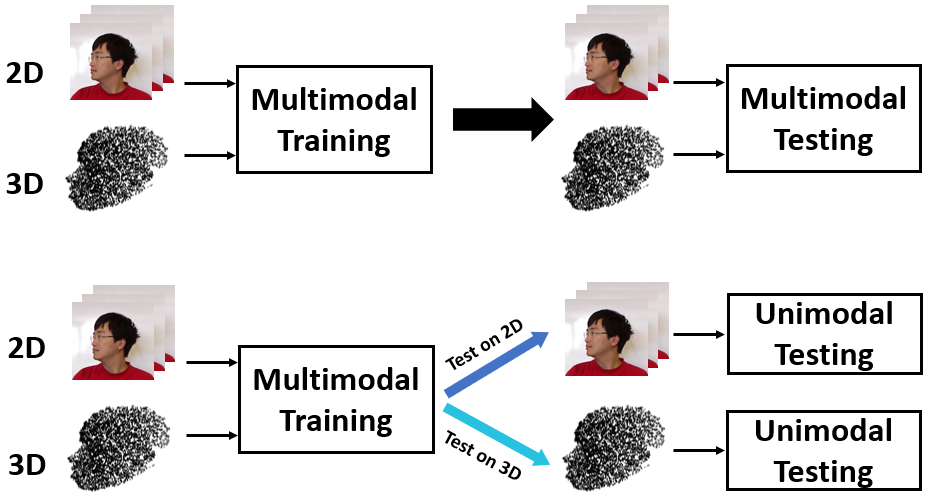 2D
3D
Multimodal
Training
Multimodal
Testing
2D
3D
Multimodal
Training
Test on 2D
Test on 3D
Unimodal
Testing
Unimodal
Testing